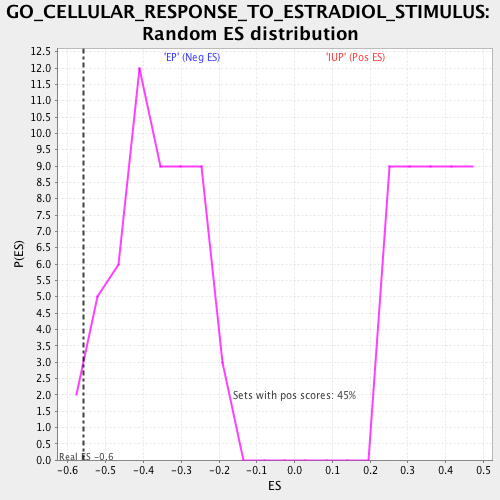 GO_CELLULAR_RESPONSE_TO_ESTRADIOL_STIMULUS:
Random ES distribution
'EP' (Neg ES)
'IUP' (Pos ES)
12.5
12.0
11.5
11.0
10.5
10.0
9.5
9.0
8.5
8.0
7.5
7.0
6.5
6.0
5.5
5.0
4.5
4.0
3.5
3.0
2.5
2.0
1.5
1.0
0.5
0.0
P(ES)
Sets with pos scores: 45%
Real ES -0,6
-0.6 -0.5 -0.4 -0.3 -0.2 -0.1 0.0 0.1 0.2 0.3 0.4 0.5
ES